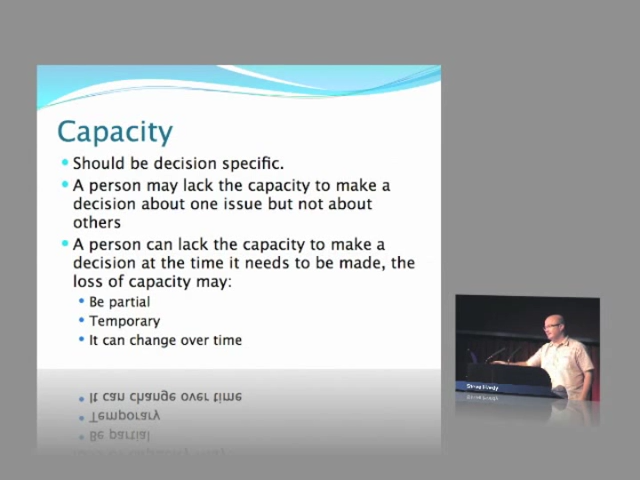 Capacity
Should be decision specific.
A person may lack the capacity to make a
decision about one issue but not about
others
A person can lack the capacity to make a
decision at the time it needs to be made, the
loss of capacity may:
Be partial
Temporary
It can change over time